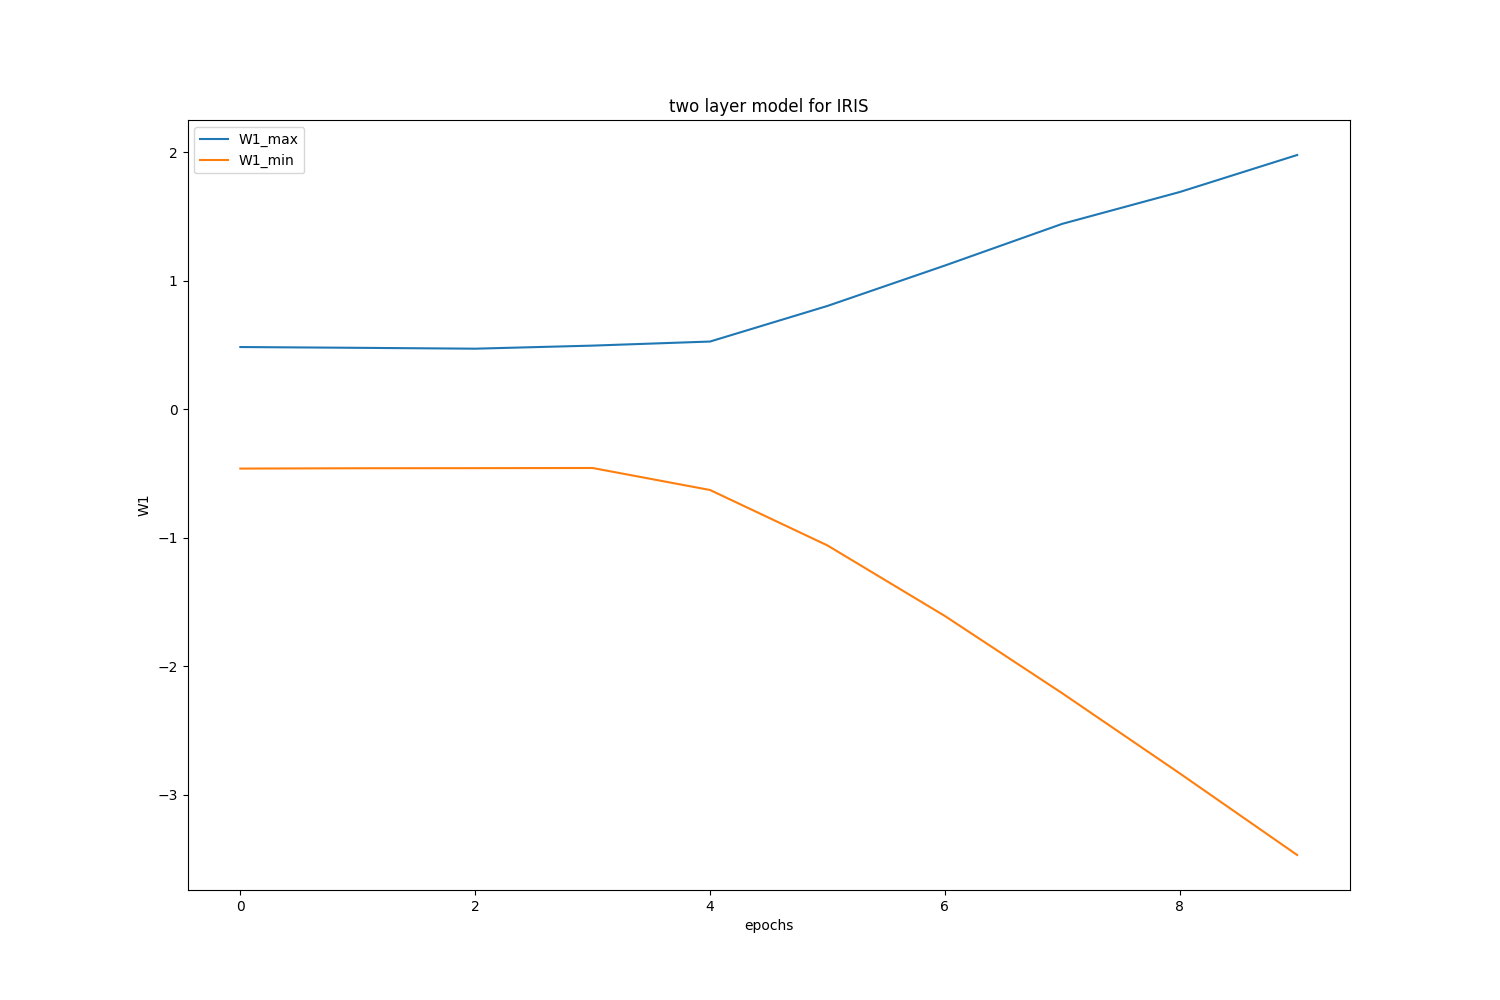 two layer model for IRIS
W1_max
W1_min
2
1
0
−1
−2
−3
W1
0 2 4 6 8
epochs